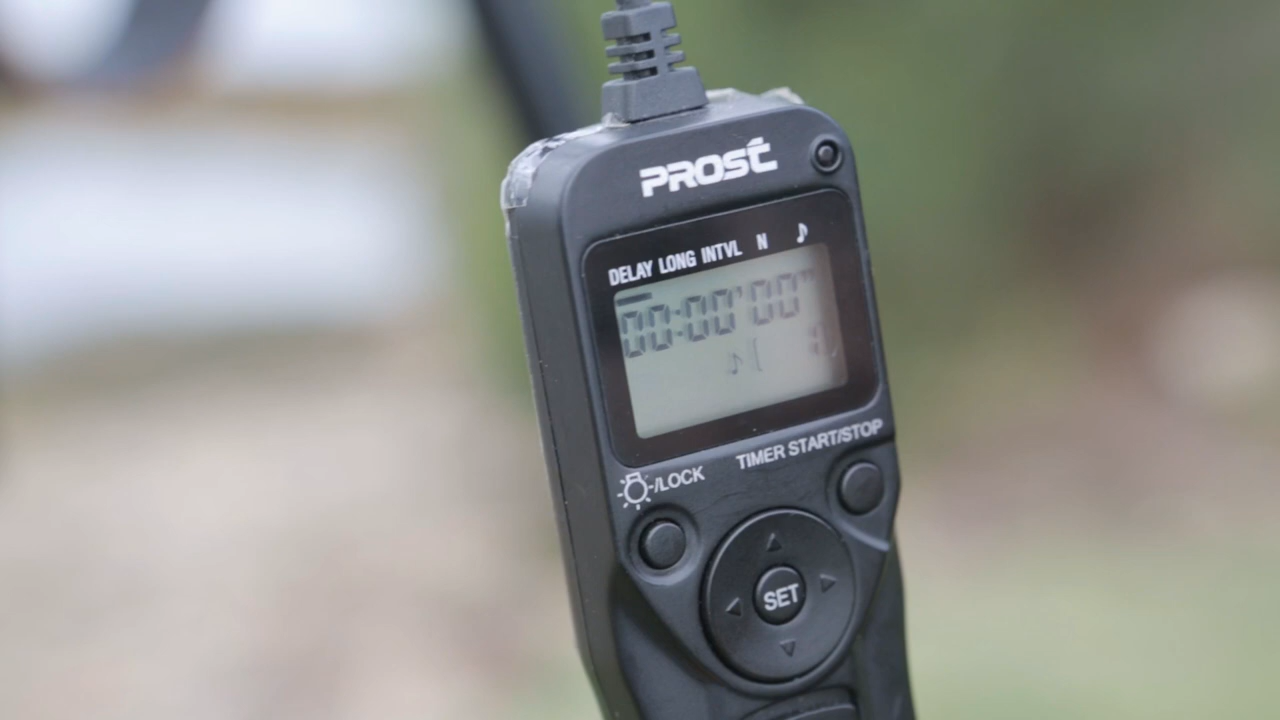 PROST
DELAY LONG INTVL N ♪
00:00'00"
/LOCK
TIMER START/STOP
SET